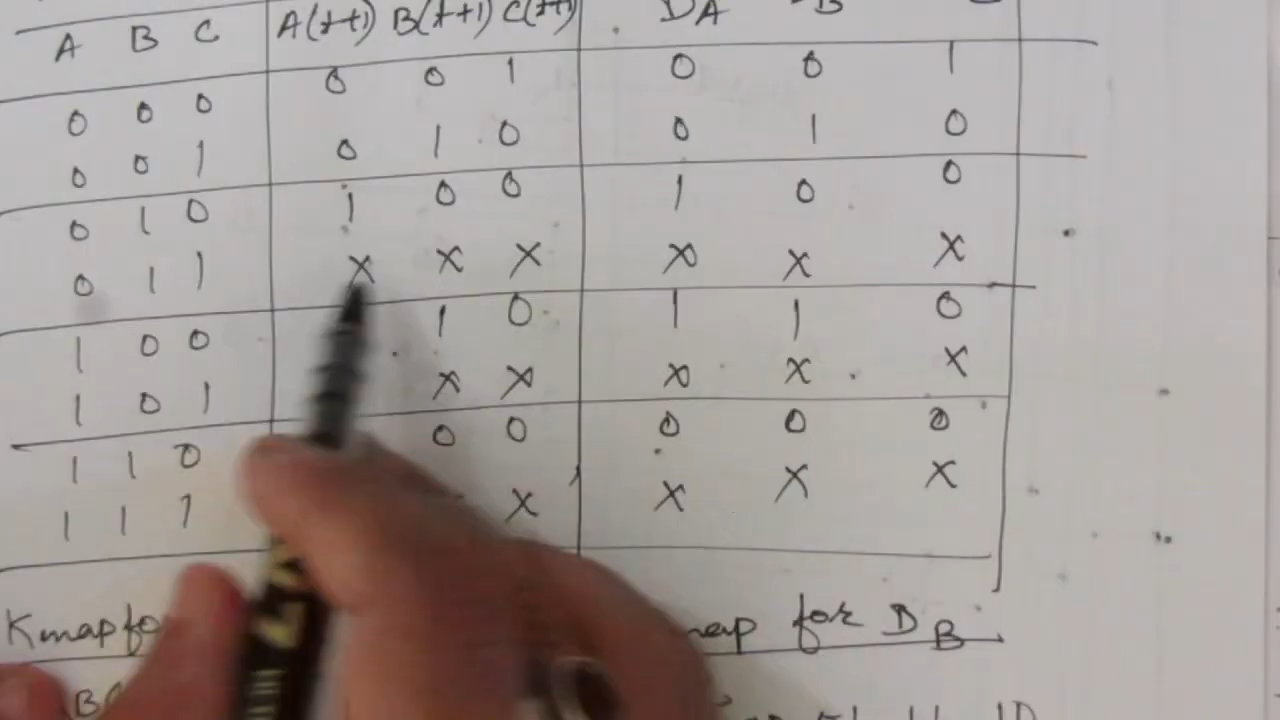 A B C A(t+1) B(t+1) C(t+1) DA B
0 0 0 0 0 1 0 0 1
0 0 1 0 1 0 0 1 0
0 1 0 1 0 0 1 0 0
0 1 1 x x x x x x
1 0 0 1 0 1 1 0
1 0 1 x x x x x
1 1 0 0 0 0 0 0
1 1 1 x x x x
Kmap for map for DB